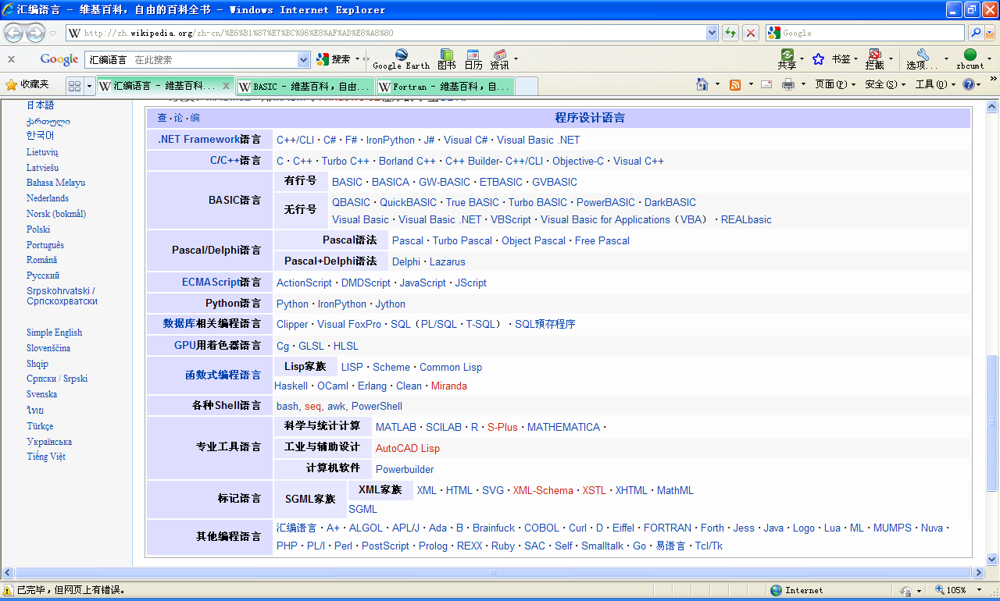 汇编语言 - 维基百科，自由的百科全书 - Windows Internet Explorer
http://zh.wikipedia.org/zh-cn/%E6%B1%87%E7%BC%96%E8%AF%AD%E8%A8%80
Google
Google 汇编语言 在此搜索 搜索 Google Earth 图书 日历 资讯 共享 书签 拦截 选项... zbcumt
收藏夹 汇编语言 - 维基百科... BASIC - 维基百科，自由... Fortran - 维基百科，自... 页面(P) 安全(S) 工具(O)
日本語
ქართული
한국어
Lietuvių
Latviešu
Bahasa Melayu
Nederlands
Norsk (bokmål)
Polski
Português
Română
Русский
Srpskohrvatski /
Српскохрватски
Simple English
Slovenščina
Shqip
Српски / Srpski
Svenska
ไทย
Türkçe
Українська
Tiếng Việt
查·论·编 程序设计语言
.NET Framework语言 C++/CLI · C# · F# · IronPython · J# · Visual C# · Visual Basic .NET
C/C++语言 C · C++ · Turbo C++ · Borland C++ · C++ Builder- C++/CLI · Objective-C · Visual C++
BASIC语言
有行号 BASIC · BASICA · GW-BASIC · ETBASIC · GVBASIC
无行号 QBASIC · QuickBASIC · True BASIC · Turbo BASIC · PowerBASIC · DarkBASIC
Visual Basic · Visual Basic .NET · VBScript · Visual Basic for Applications（VBA） · REALbasic
Pascal/Delphi语言
Pascal语法 Pascal · Turbo Pascal · Object Pascal · Free Pascal
Pascal+Delphi语法 Delphi · Lazarus
ECMAScript语言 ActionScript · DMDScript · JavaScript · JScript
Python语言 Python · IronPython · Jython
数据库相关编程语言 Clipper · Visual FoxPro · SQL（PL/SQL · T-SQL） · SQL预存程序
GPU用着色器语言 Cg · GLSL · HLSL
函数式编程语言
Lisp家族 LISP · Scheme · Common Lisp
Haskell · OCaml · Erlang · Clean · Miranda
各种Shell语言 bash, seq, awk, PowerShell
专业工具语言
科学与统计计算 MATLAB · SCILAB · R · S-Plus · MATHEMATICA ·
工业与辅助设计 AutoCAD Lisp
计算机软件 Powerbuilder
标记语言 SGML家族
XML家族 XML · HTML · SVG · XML-Schema · XSTL · XHTML · MathML
SGML
其他编程语言
汇编语言 · A+ · ALGOL · APL/J · Ada · B · Brainfuck · COBOL · Curl · D · Eiffel · FORTRAN · Forth · Jess · Java · Logo · Lua · ML · MUMPS · Nuva ·
PHP · PL/I · Perl · PostScript · Prolog · REXX · Ruby · SAC · Self · Smalltalk · Go · 易语言 · Tcl/Tk
已完毕，但网页上有错误。 Internet 105%